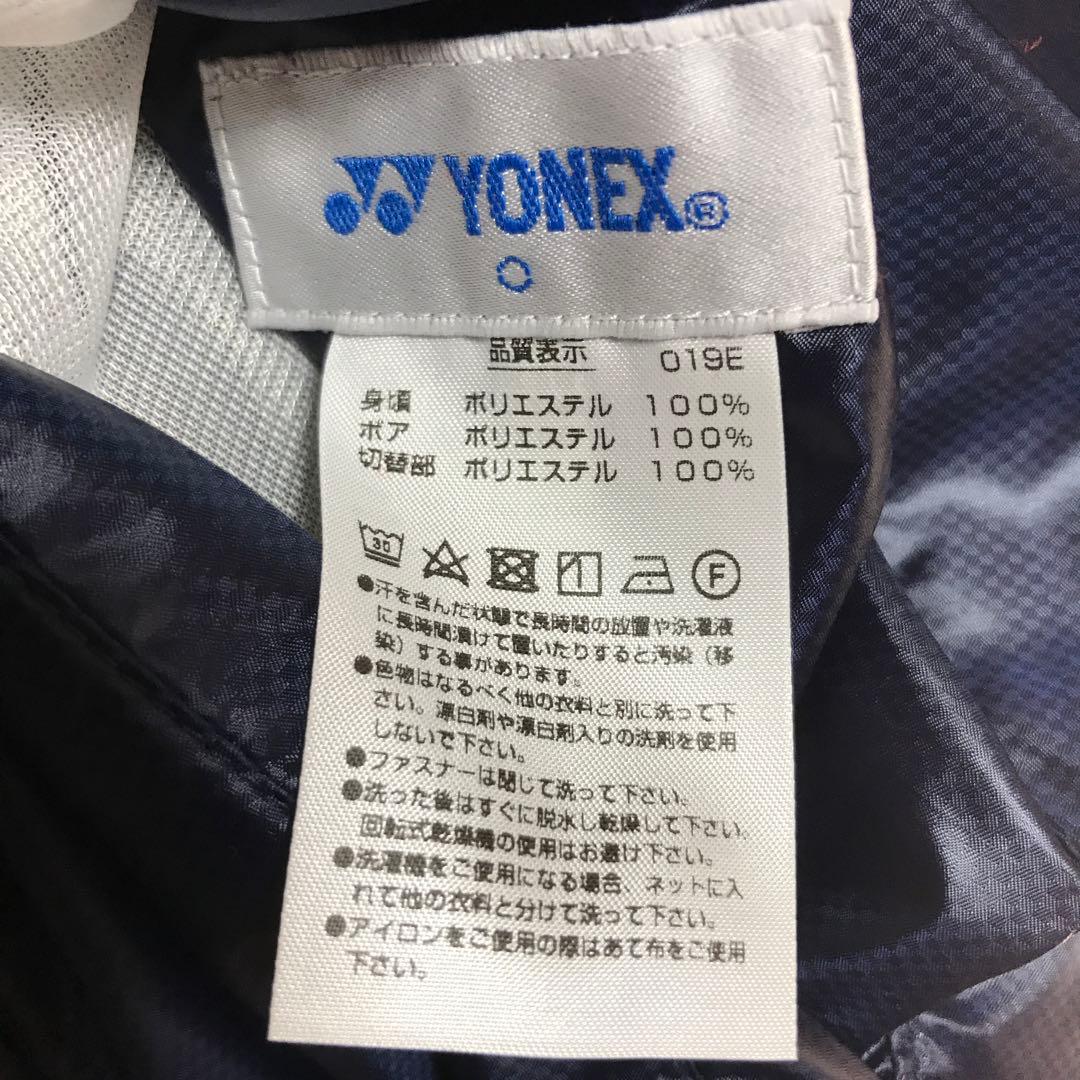 YONEX®
O
品質表示 019E
身頃 ポリエステル 100%
ボア ポリエステル 100%
切替部 ポリエステル 100%
30
F
●汗を含んだ状態で長時間の放置や洗濯液
に長時間漬けて置いたりすると汚染（移
染）する事があります。
●色物はなるべく他の衣料と別に洗って下
さい。漂白剤や漂白剤入りの洗剤を使用
しないで下さい。
●ファスナーは閉じて洗って下さい。
●洗った後はすぐに脱水し乾燥して下さい。
回転式乾燥機の使用はお避け下さい。
●洗濯機をご使用になる場合、ネットに入
れて他の衣料と分けて洗って下さい。
●アイロンをご使用の際はあて布をご使用
下さい。